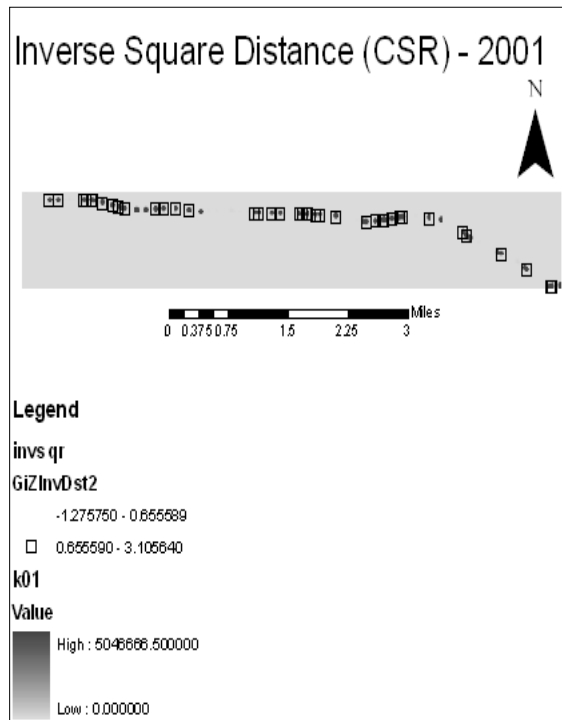 Inverse Square Distance (CSR) - 2001
N
Miles
0 0.375 0.75 1.5 2.25 3
Legend
invsqr
GiZInvDst2
-1.275750 - 0.655589
0.655590 - 3.105640
k01
Value
High : 5046666.500000
Low : 0.000000